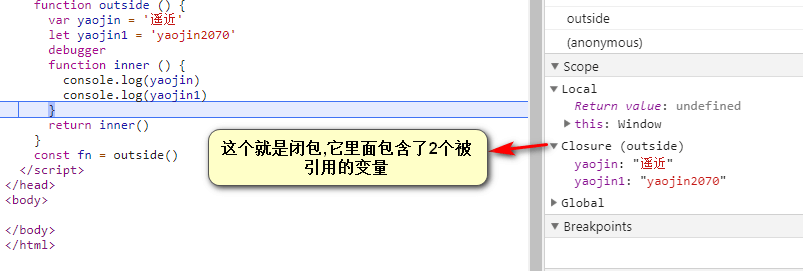 function outside () {
var yaojin = '遥近'
let yaojin1 = 'yaojin2070'
debugger
function inner () {
console.log(yaojin)
console.log(yaojin1)
}
return inner()
}
const fn = outside()
</script>
</head>
<body>
</body>
</html>
这个就是闭包,它里面包含了2个被
引用的变量
outside
(anonymous)
Scope
Local
Return value: undefined
this: Window
Closure (outside)
yaojin: "遥近"
yaojin1: "yaojin2070"
Global
Breakpoints